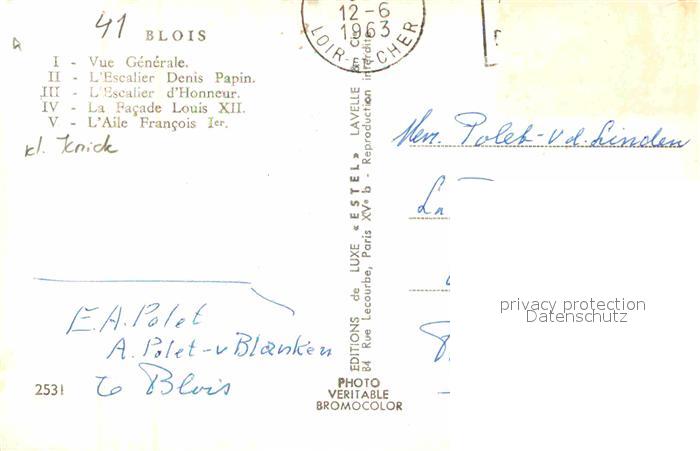 41 BLOIS
I - Vue Générale.
II - L'Escalier Denis Papin.
III - L'Escalier d'Honneur.
IV - La Façade Louis XII.
V - L'Aile François Ier.
kl. Knick
E.A. Polet
A. Polet-v Blanken
Blois
2531
EDITIONS de LUXE « ESTEL » LAVELLE
84 Rue Lecourbe, Paris XVe b - Reproduction interdite
PHOTO
VERITABLE
BROMOCOLOR
12-6
1963
LOIR-ET-CHER
Polet-v d. Linden
La
privacy protection
Datenschutz